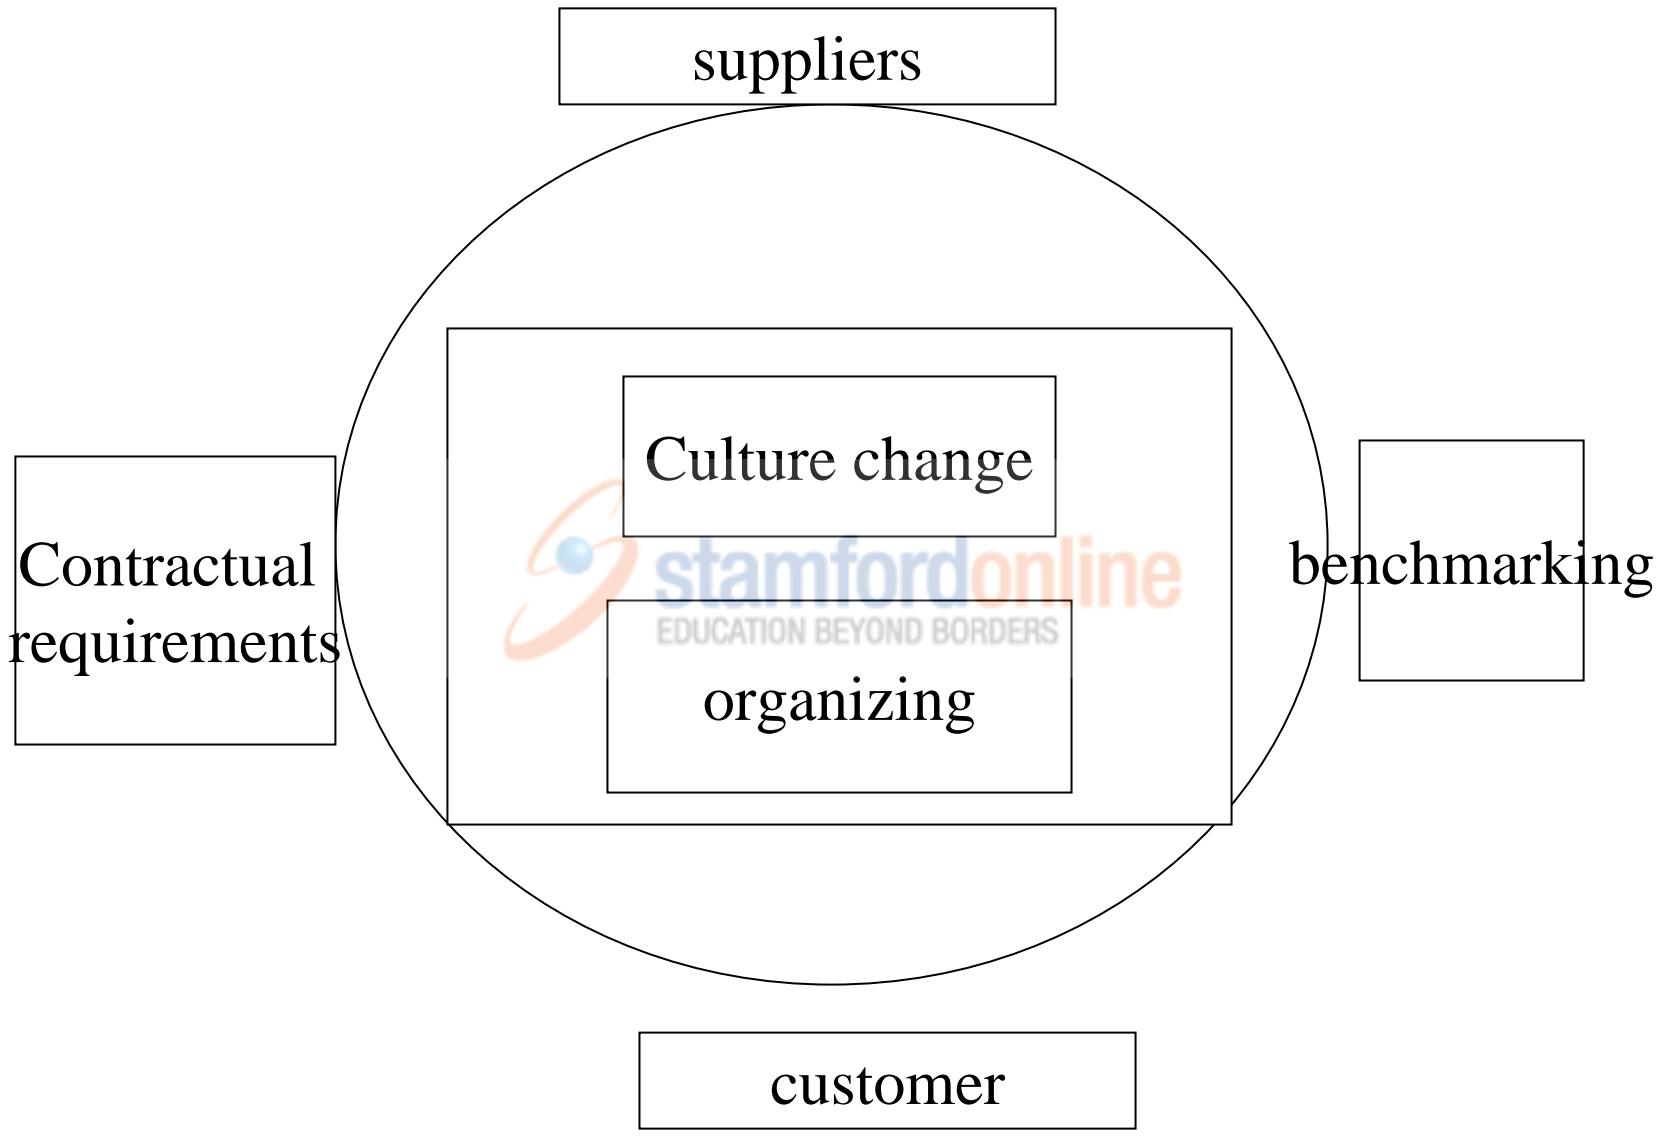 suppliers
Culture change
Contractual
requirements
benchmarking
stamfordonline
EDUCATION BEYOND BORDERS
organizing
customer